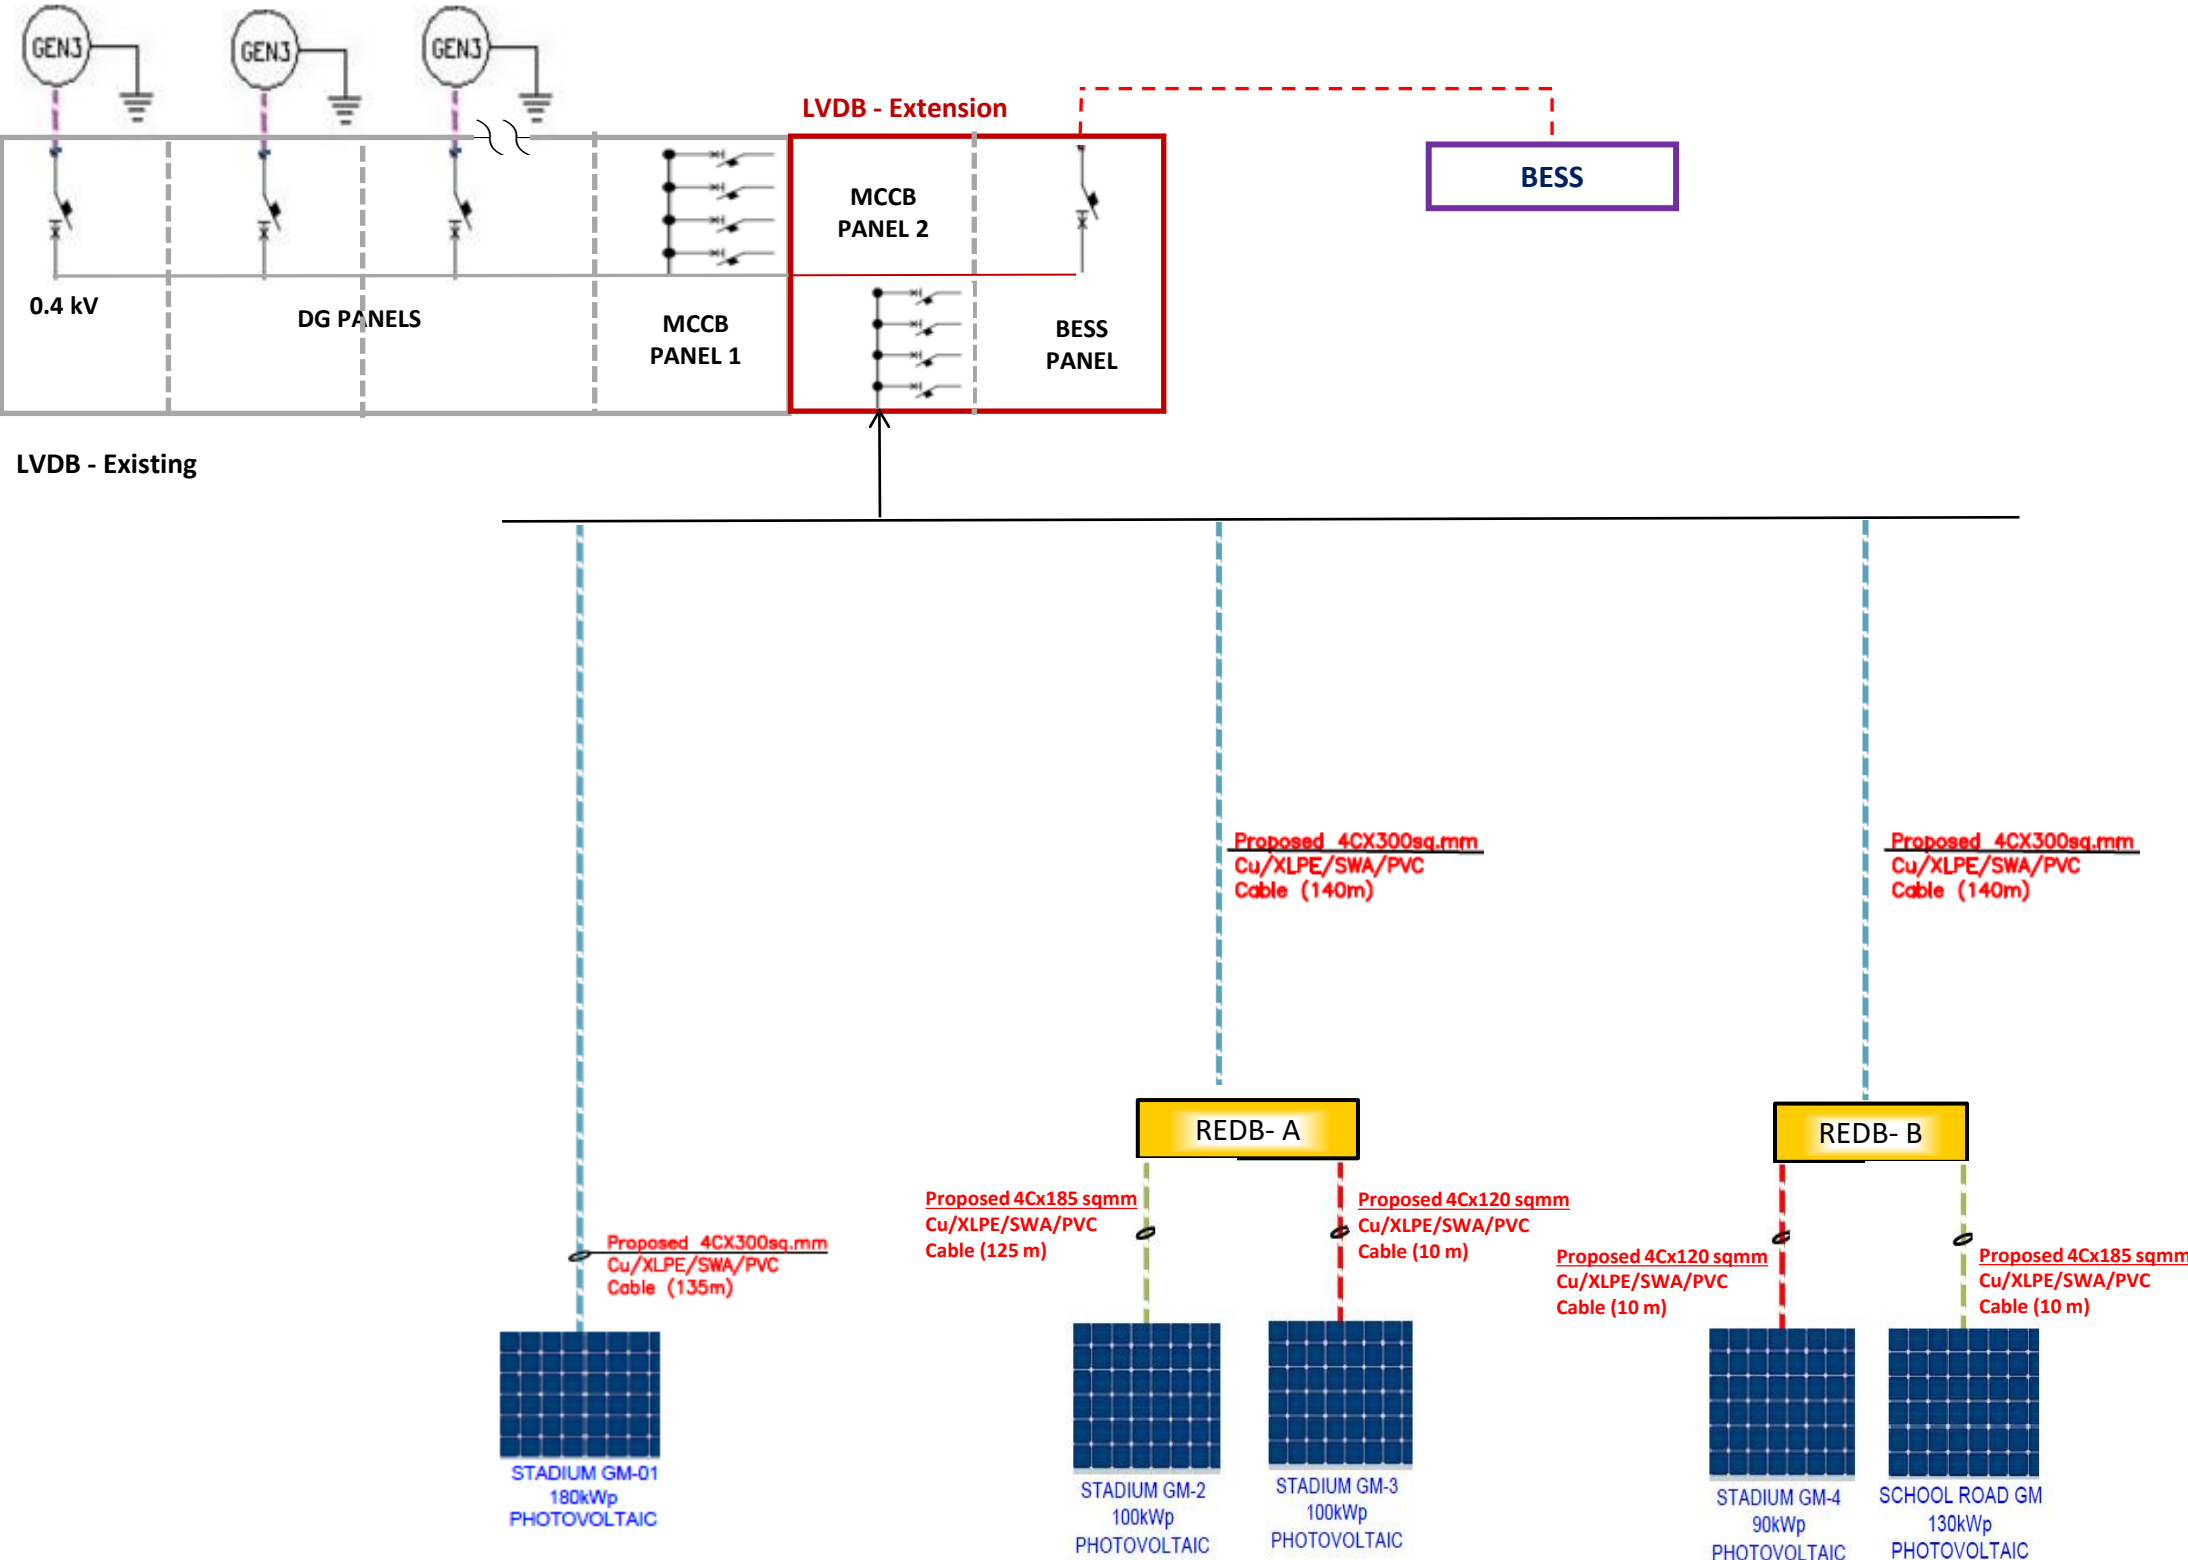 GEN3
GEN3
GEN3
LVDB - Extension
BESS
MCCB
PANEL 2
0.4 kV
DG PANELS
MCCB
PANEL 1
BESS
PANEL
LVDB - Existing
Proposed 4CX300sq.mm
Cu/XLPE/SWA/PVC
Cable (140m)
Proposed 4CX300sq.mm
Cu/XLPE/SWA/PVC
Cable (140m)
REDB- A
REDB- B
Proposed 4Cx185 sqmm
Cu/XLPE/SWA/PVC
Cable (125 m)
Proposed 4Cx120 sqmm
Cu/XLPE/SWA/PVC
Cable (10 m)
Proposed 4CX300sq.mm
Cu/XLPE/SWA/PVC
Cable (135m)
Proposed 4Cx120 sqmm
Cu/XLPE/SWA/PVC
Cable (10 m)
Proposed 4Cx185 sqmm
Cu/XLPE/SWA/PVC
Cable (10 m)
STADIUM GM-01
180kWp
PHOTOVOLTAIC
STADIUM GM-2
100kWp
PHOTOVOLTAIC
STADIUM GM-3
100kWp
PHOTOVOLTAIC
STADIUM GM-4
90kWp
PHOTOVOLTAIC
SCHOOL ROAD GM
130kWp
PHOTOVOLTAIC